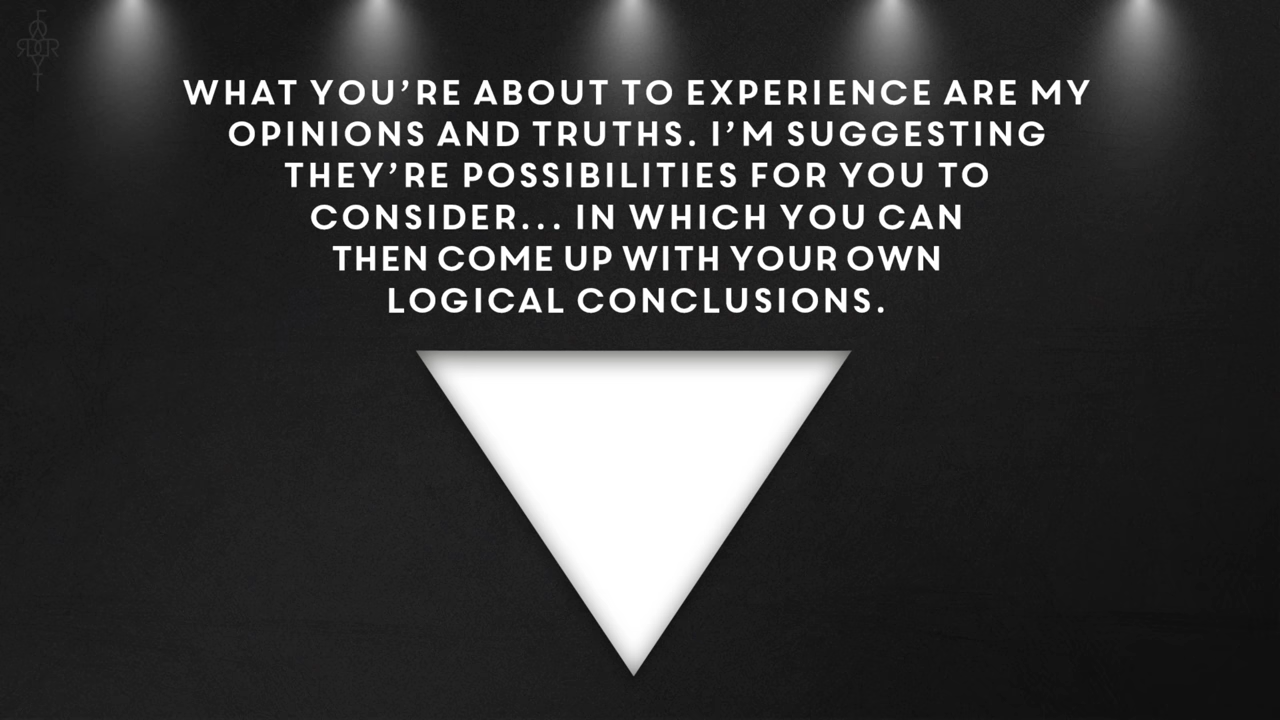 WHAT YOU’RE ABOUT TO EXPERIENCE ARE MY
OPINIONS AND TRUTHS. I’M SUGGESTING
THEY’RE POSSIBILITIES FOR YOU TO
CONSIDER... IN WHICH YOU CAN
THEN COME UP WITH YOUR OWN
LOGICAL CONCLUSIONS.